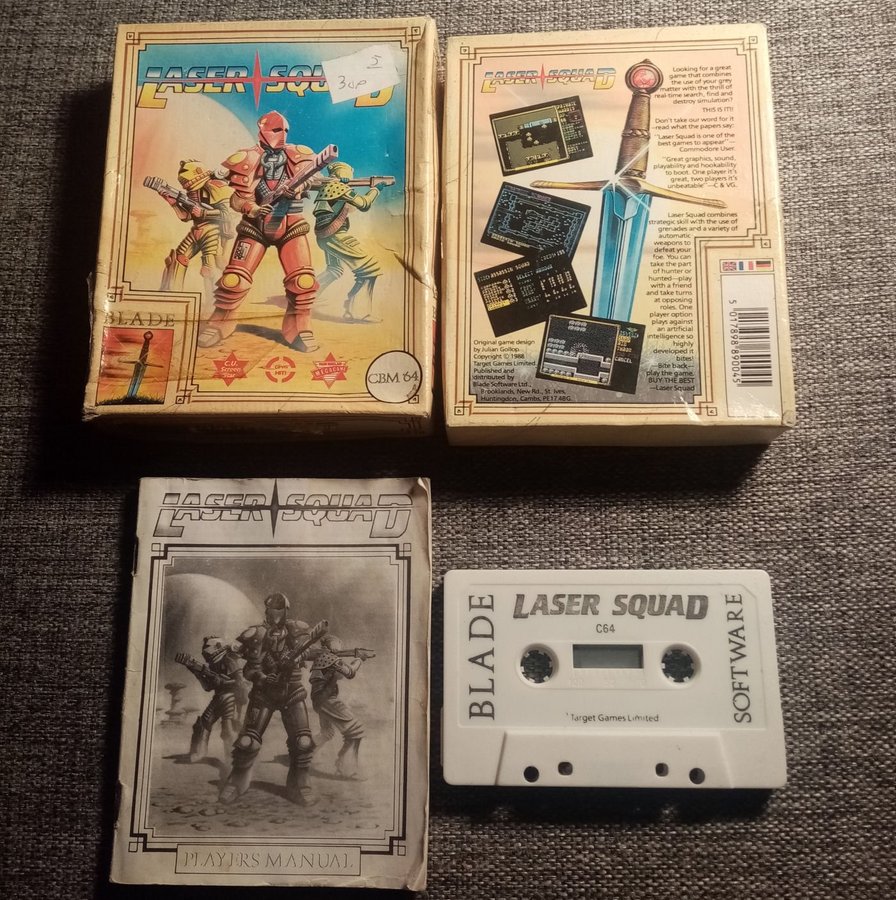 LASER SQUAD
5
30P
BLADE
C.U.
Screen
Star
HIT!
MEGAGAME
CBM '64
LASER SQUAD
Looking for a great
game that combines
the use of your grey
matter with the thrill of
real-time search, find and
destroy simulation?
THIS IS IT!
Don't take our word for it
—read what the papers say:
"Laser Squad is one of the
best games to appear"—
Commodore User.
"Great graphics, sound,
playability and hookability
to boot. One player it's
great, two players it's
unbeatable"—C & VG.
Laser Squad combines
strategic skill with the use of
grenades and a variety of
automatic
weapons to
defeat your
foe. You can
take the part
of hunter or
hunted—play
with a friend
and take turns
at opposing
roles. One
player option
plays against
an artificial
intelligence so
highly
developed it
bites!
Bite back—
play the game.
BUY THE BEST
—Laser Squad
Original game design
by Julian Gollop.
Copyright © 1988
Target Games Limited
Published and
distributed by
Blade Software Ltd.,
Brooklands, New Rd., St. Ives,
Huntingdon, Cambs, PE17 4BG
5 017898 890045
LASER SQUAD
PLAYERS MANUAL
BLADE
LASER SQUAD
C64
SOFTWARE
Target Games Limited